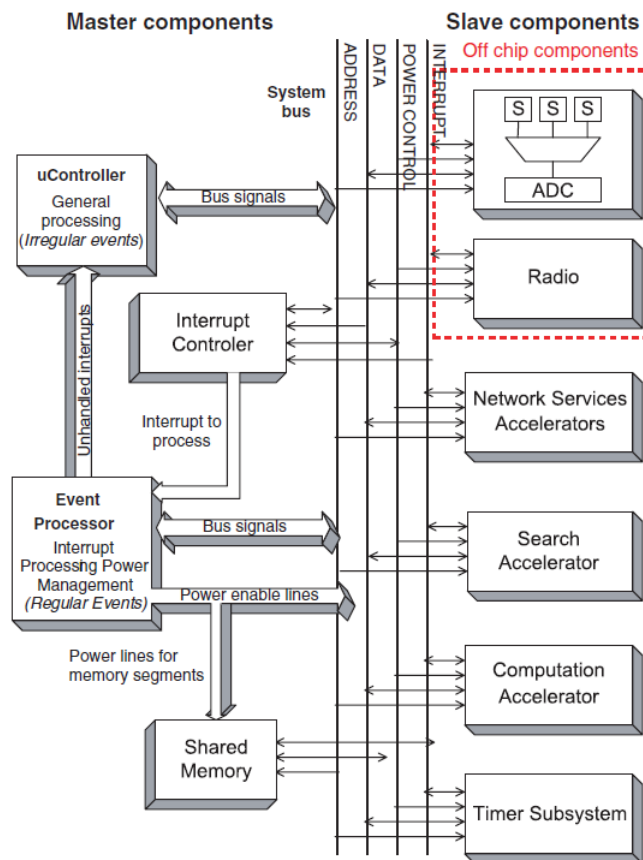 Master components
Slave components
Off chip components
System
bus
ADDRESS
DATA
POWER CONTROL
INTERRUPT
S S S
ADC
uController
General
processing
(Irregular events)
Bus signals
Radio
Interrupt
Controler
Unhandled interrupts
Interrupt to
process
Network Services
Accelerators
Event
Processor
Interrupt
Processing Power
Management
(Regular Events)
Bus signals
Power enable lines
Search
Accelerator
Power lines for
memory segments
Computation
Accelerator
Shared
Memory
Timer Subsystem